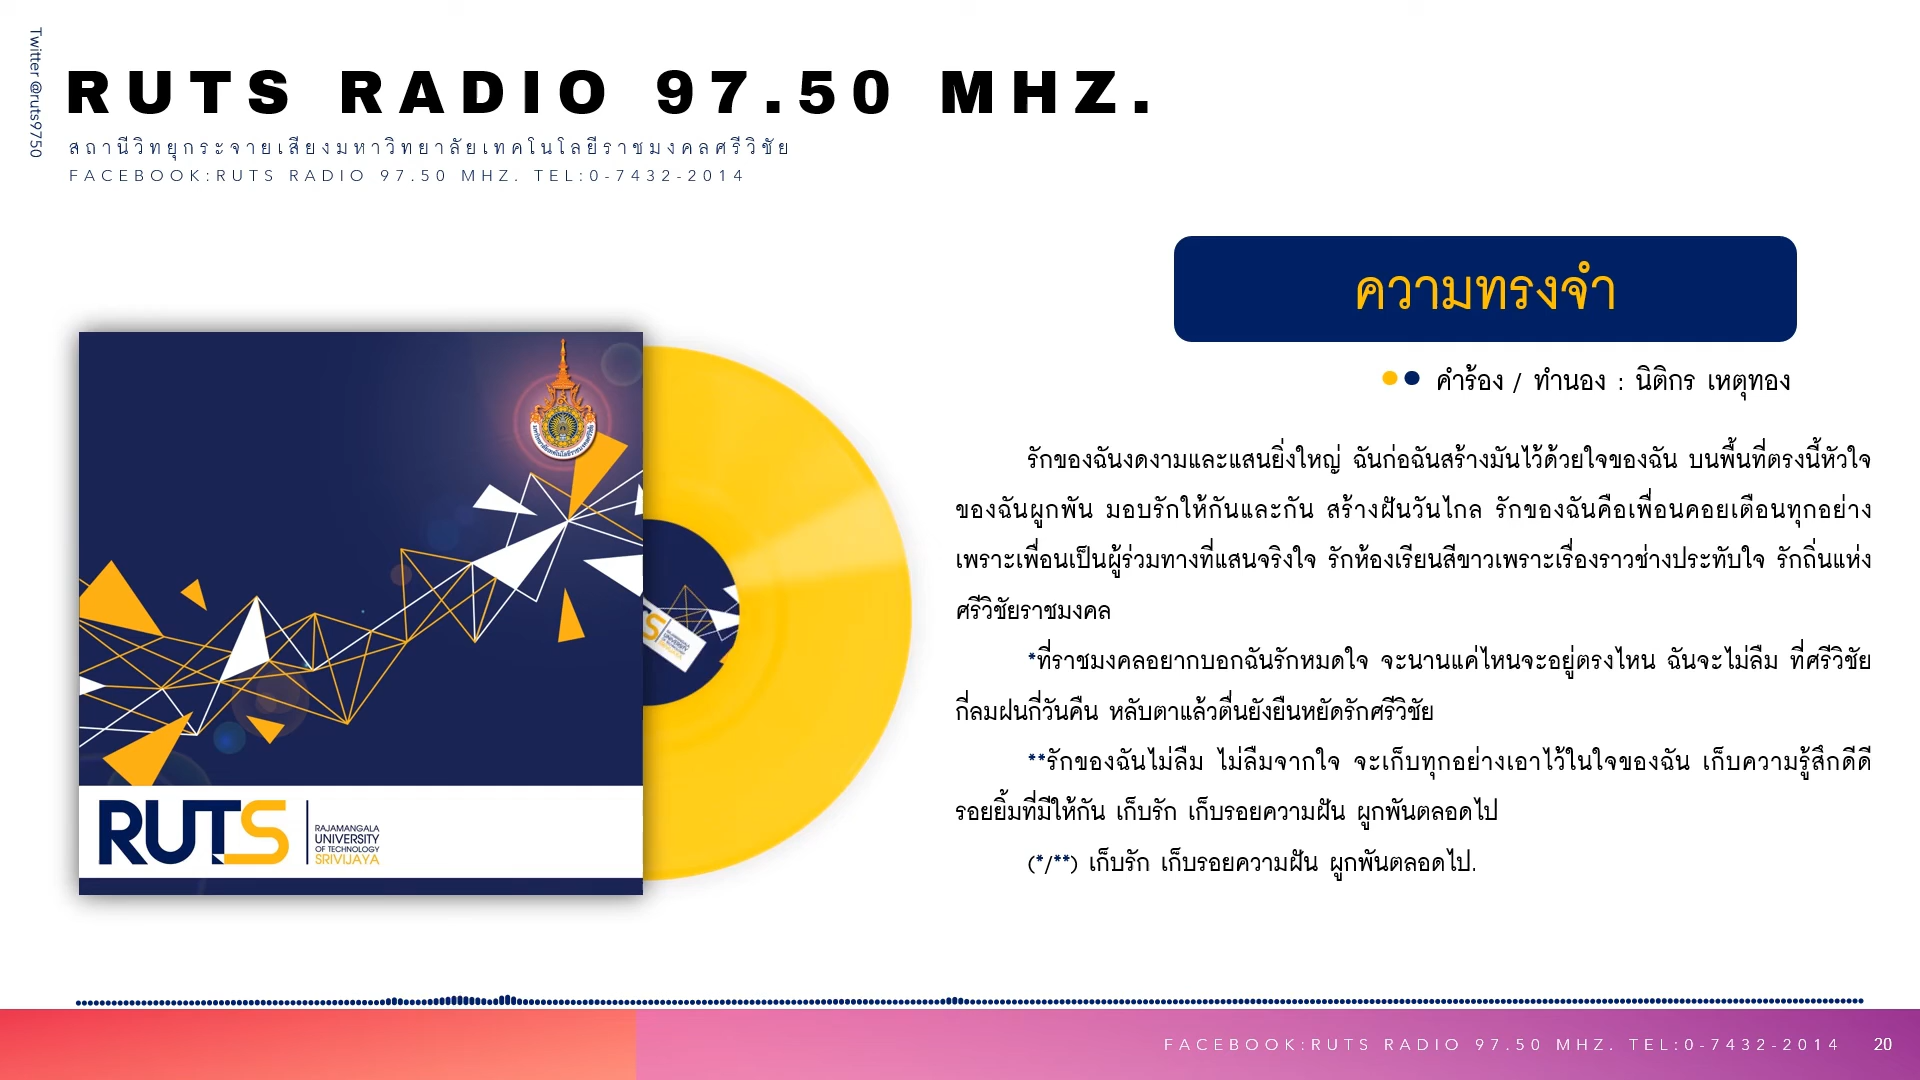 Twitter @ruts9750
RUTS RADIO 97.50 MHZ.
สถานีวิทยุกระจายเสียงมหาวิทยาลัยเทคโนโลยีราชมงคลศรีวิชัย
FACEBOOK:RUTS RADIO 97.50 MHZ. TEL:0-7432-2014
ความทรงจำ
คำร้อง / ทำนอง : นิติกร เหตุทอง
รักของฉันงดงามและแสนยิ่งใหญ่ ฉันก่อฉันสร้างมันไว้ด้วยใจของฉัน บนพื้นที่ตรงนี้หัวใจ
ของฉันผูกพัน มอบรักให้กันและกัน สร้างฝันวันไกล รักของฉันคือเพื่อนคอยเตือนทุกอย่าง
เพราะเพื่อนเป็นผู้ร่วมทางที่แสนจริงใจ รักห้องเรียนสีขาวเพราะเรื่องราวช่างประทับใจ รักถิ่นแห่ง
ศรีวิชัยราชมงคล
*ที่ราชมงคลอยากบอกฉันรักหมดใจ จะนานแค่ไหนจะอยู่ตรงไหน ฉันจะไม่ลืม ที่ศรีวิชัย
กี่ลมฝนกี่วันคืน หลับตาแล้วตื่นยังยืนหยัดรักศรีวิชัย
**รักของฉันไม่ลืม ไม่ลืมจากใจ จะเก็บทุกอย่างเอาไว้ในใจของฉัน เก็บความรู้สึกดีดี
รอยยิ้มที่มีให้กัน เก็บรัก เก็บรอยความฝัน ผูกพันตลอดไป
(*/**) เก็บรัก เก็บรอยความฝัน ผูกพันตลอดไป.
RUTS
RAJAMANGALA
UNIVERSITY
OF TECHNOLOGY
SRIVIJAYA
FACEBOOK:RUTS RADIO 97.50 MHZ. TEL:0-7432-2014
20